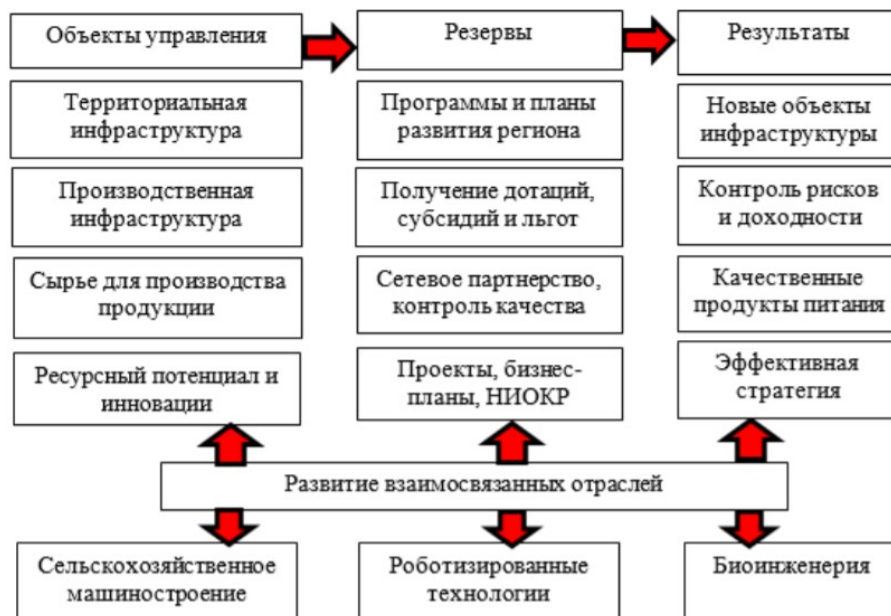 Объекты управления
Резервы
Результаты
Территориальная
инфраструктура
Программы и планы
развития региона
Новые объекты
инфраструктуры
Производственная
инфраструктура
Получение дотаций,
субсидий и льгот
Контроль рисков
и доходности
Сырье для производства
продукции
Сетевое партнерство,
контроль качества
Качественные
продукты питания
Ресурсный потенциал и
инновации
Проекты, бизнес-
планы, НИОКР
Эффективная
стратегия
Развитие взаимосвязанных отраслей
Сельскохозяйственное
машиностроение
Роботизированные
технологии
Биоинженерия